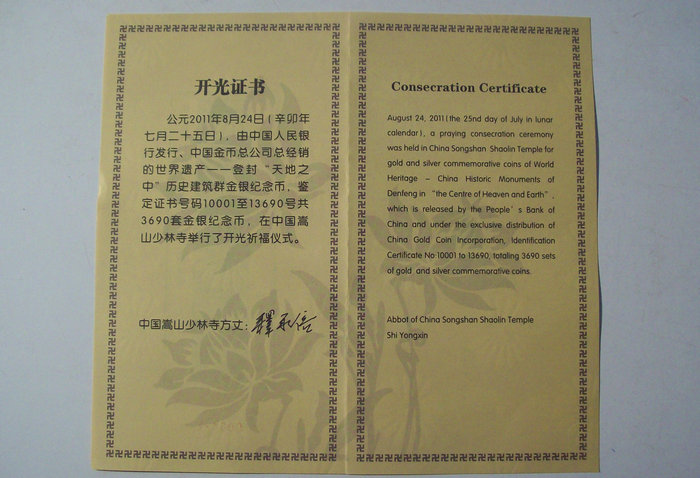 开光证书
公元2011年8月24日（辛卯年
七月二十五日），由中国人民银
行发行、中国金币总公司总经销
的世界遗产——登封“天地之
中”历史建筑群金银纪念币，鉴
定证书号码10001至13690号共
3690套金银纪念币，在中国嵩
山少林寺举行了开光祈福仪式。
中国嵩山少林寺方丈：释永信
Consecration Certificate
August 24, 2011(the 25nd day of July in lunar
calendar), a praying consecration ceremony
was held in China Songshan Shaolin Temple for
gold and silver commemorative coins of World
Heritage – China Historic Monuments of
Denfeng in “the Centre of Heaven and Earth”,
which is released by the People's Bank of
China and under the exclusive distribution of
China Gold Coin Incorporation, Identification
Certificate No 10001 to 13690, totaling 3690 sets
of gold and silver commemorative coins.
Abbot of China Songshan Shaolin Temple
Shi Yongxin